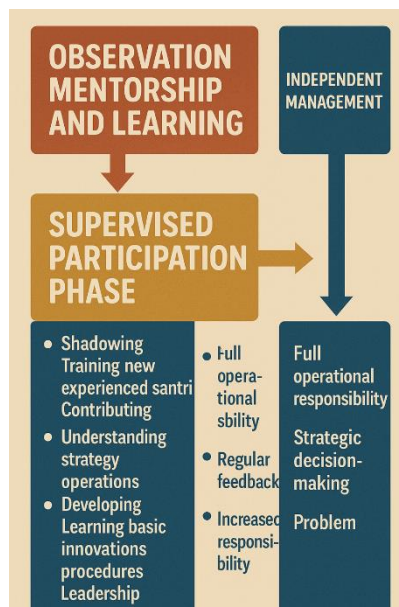 OBSERVATION
MENTORSHIP
AND LEARNING
INDEPENDENT
MANAGEMENT
SUPERVISED
PARTICIPATION
PHASE
• Shadowing
Training new
experienced santri
Contributing
• Understanding
strategy
operations
• Developing
Learning basic
innovations
procedures
Leadership
• Full
opera-
tional
sbility
• Regular
feedback
• Increased
responsi-
bility
Full
operational
responsibility
Strategic
decision-
making
Problem